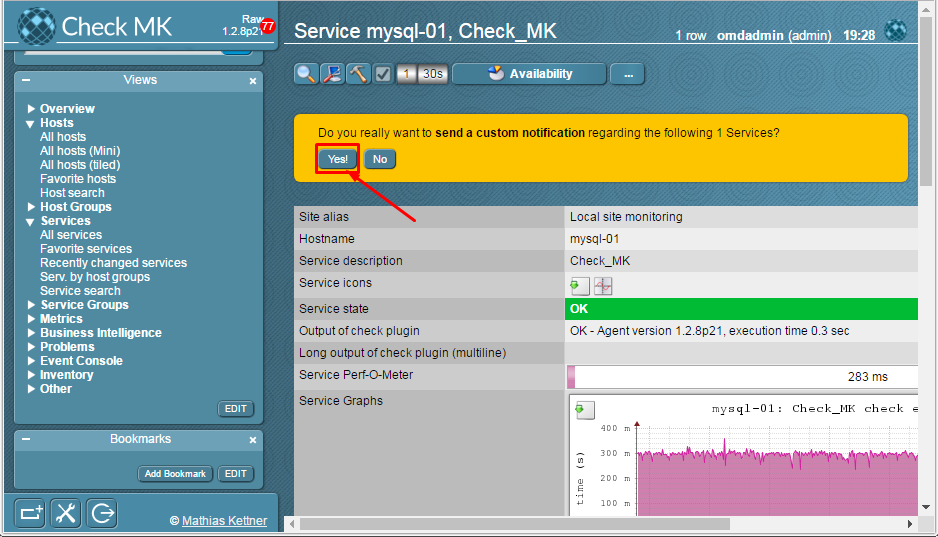 Check MK
Raw
1.2.8p21
77
Views
Overview
Hosts
All hosts
All hosts (Mini)
All hosts (tiled)
Favorite hosts
Host search
Host Groups
Services
All services
Favorite services
Recently changed services
Serv. by host groups
Service search
Service Groups
Metrics
Business Intelligence
Problems
Event Console
Inventory
Other
EDIT
Bookmarks
Add Bookmark EDIT
© Mathias Kettner
Service mysql-01, Check_MK
1 row omdadmin (admin) 19:28
1 30s Availability ...
Do you really want to send a custom notification regarding the following 1 Services?
Yes! No
Site alias Local site monitoring
Hostname mysql-01
Service description Check_MK
Service icons
Service state OK
Output of check plugin OK - Agent version 1.2.8p21, execution time 0.3 sec
Long output of check plugin (multiline)
Service Perf-O-Meter 283 ms
Service Graphs
mysql-01: Check_MK check e
time (s)
400 m
300 m
200 m
100 m